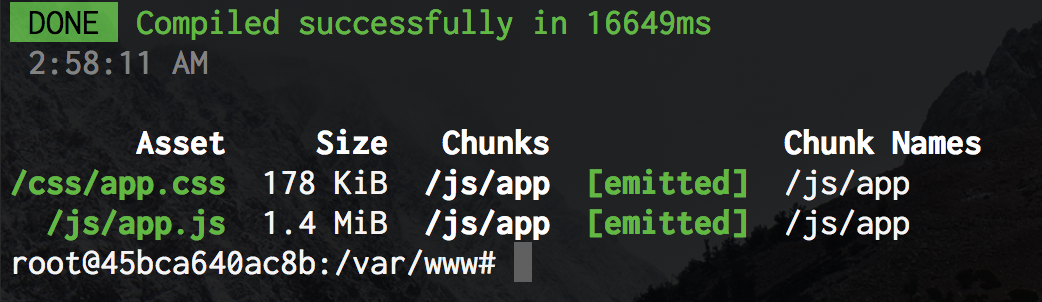 DONE Compiled successfully in 16649ms
2:58:11 AM
Asset Size Chunks Chunk Names
/css/app.css 178 KiB /js/app [emitted] /js/app
/js/app.js 1.4 MiB /js/app [emitted] /js/app
root@45bca640ac8b:/var/www#